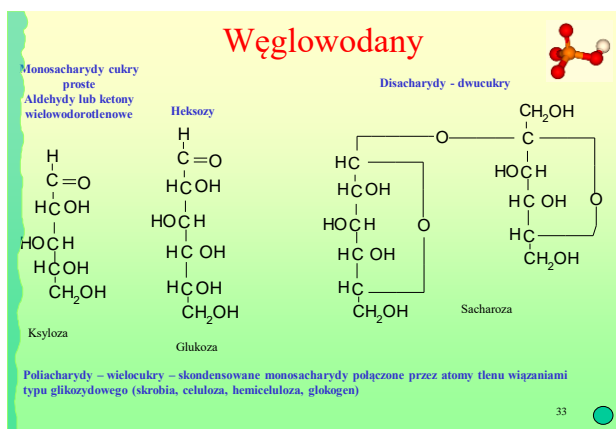 Węglowodany
Monosacharydy cukry
proste
Aldehydy lub ketony
wielowodorotlenowe
Heksozy
Disacharydy - dwucukry
H
C=O
HCOH
HOCH
HCOH
CH2OH
Ksyloza
H
C=O
HCOH
HOCH
HC OH
HCOH
CH2OH
Glukoza
O
HC
HCOH
HOCH
HC OH
HC
CH2OH
O
CH2OH
C
HOCH
HC OH
HC
CH2OH
O
Sacharoza
Poliacharydy – wielocukry – skondensowane monosacharydy połączone przez atomy tlenu wiązaniami
typu glikozydowego (skrobia, celuloza, hemiceluloza, glokogen)
33